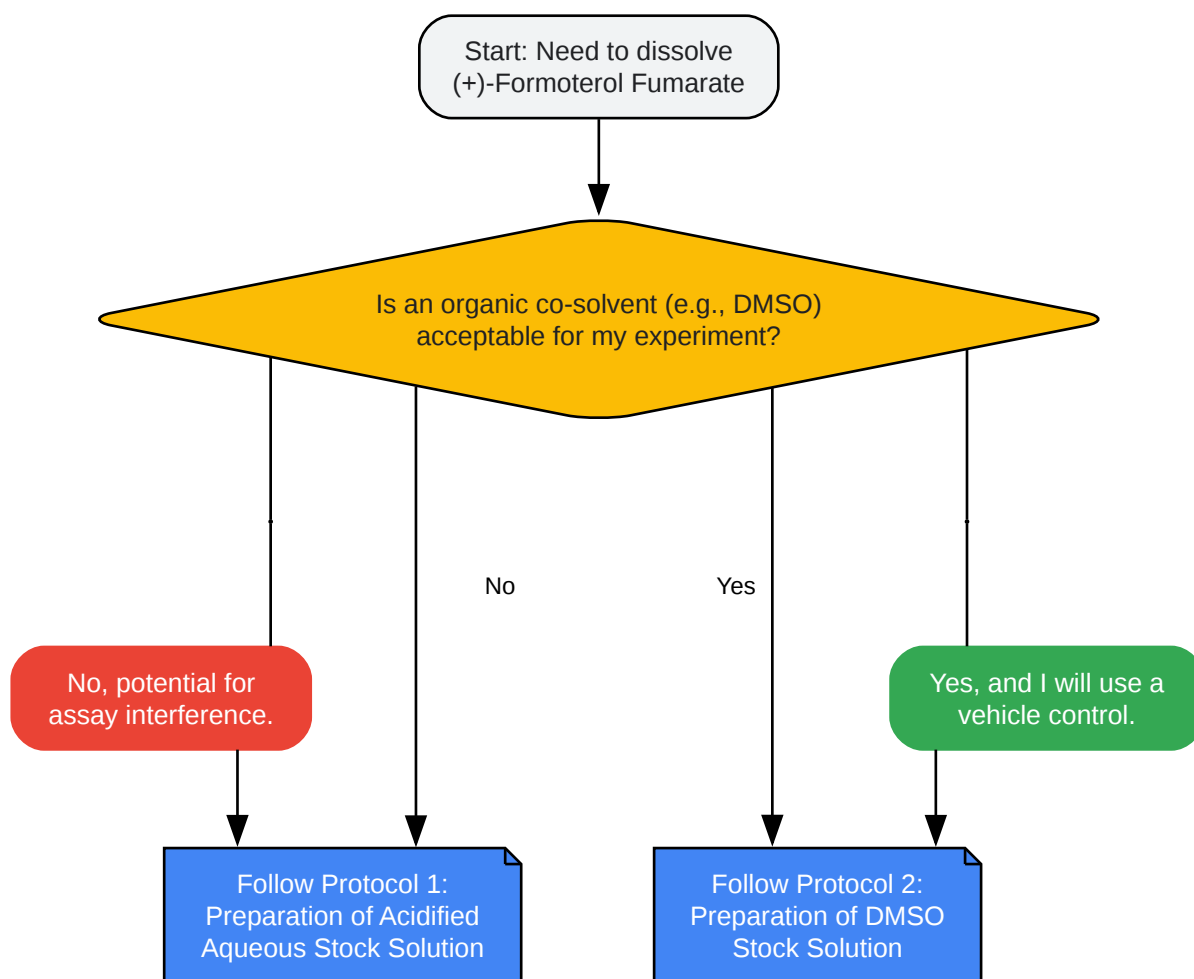 Start: Need to dissolve
(+)-Formoterol Fumarate
Is an organic co-solvent (e.g., DMSO)
acceptable for my experiment?
No
Yes
No, potential for
assay interference.
Yes, and I will use a
vehicle control.
Follow Protocol 1:
Preparation of Acidified
Aqueous Stock Solution
Follow Protocol 2:
Preparation of DMSO
Stock Solution